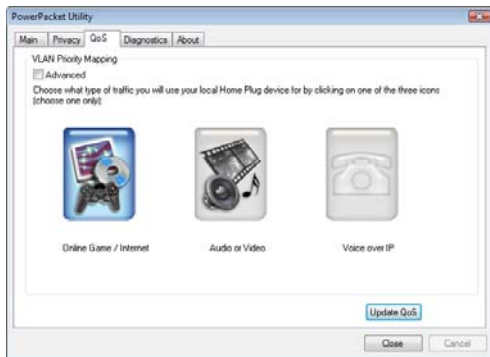 PowerPacket Utility
Main Privacy QoS Diagnostics About
VLAN Priority Mapping
Advanced
Choose what type of traffic you will use your local Home Plug device for by clicking on one of the three icons
(choose one only):
Online Game / Internet Audio or Video Voice over IP
Update QoS
Close Cancel